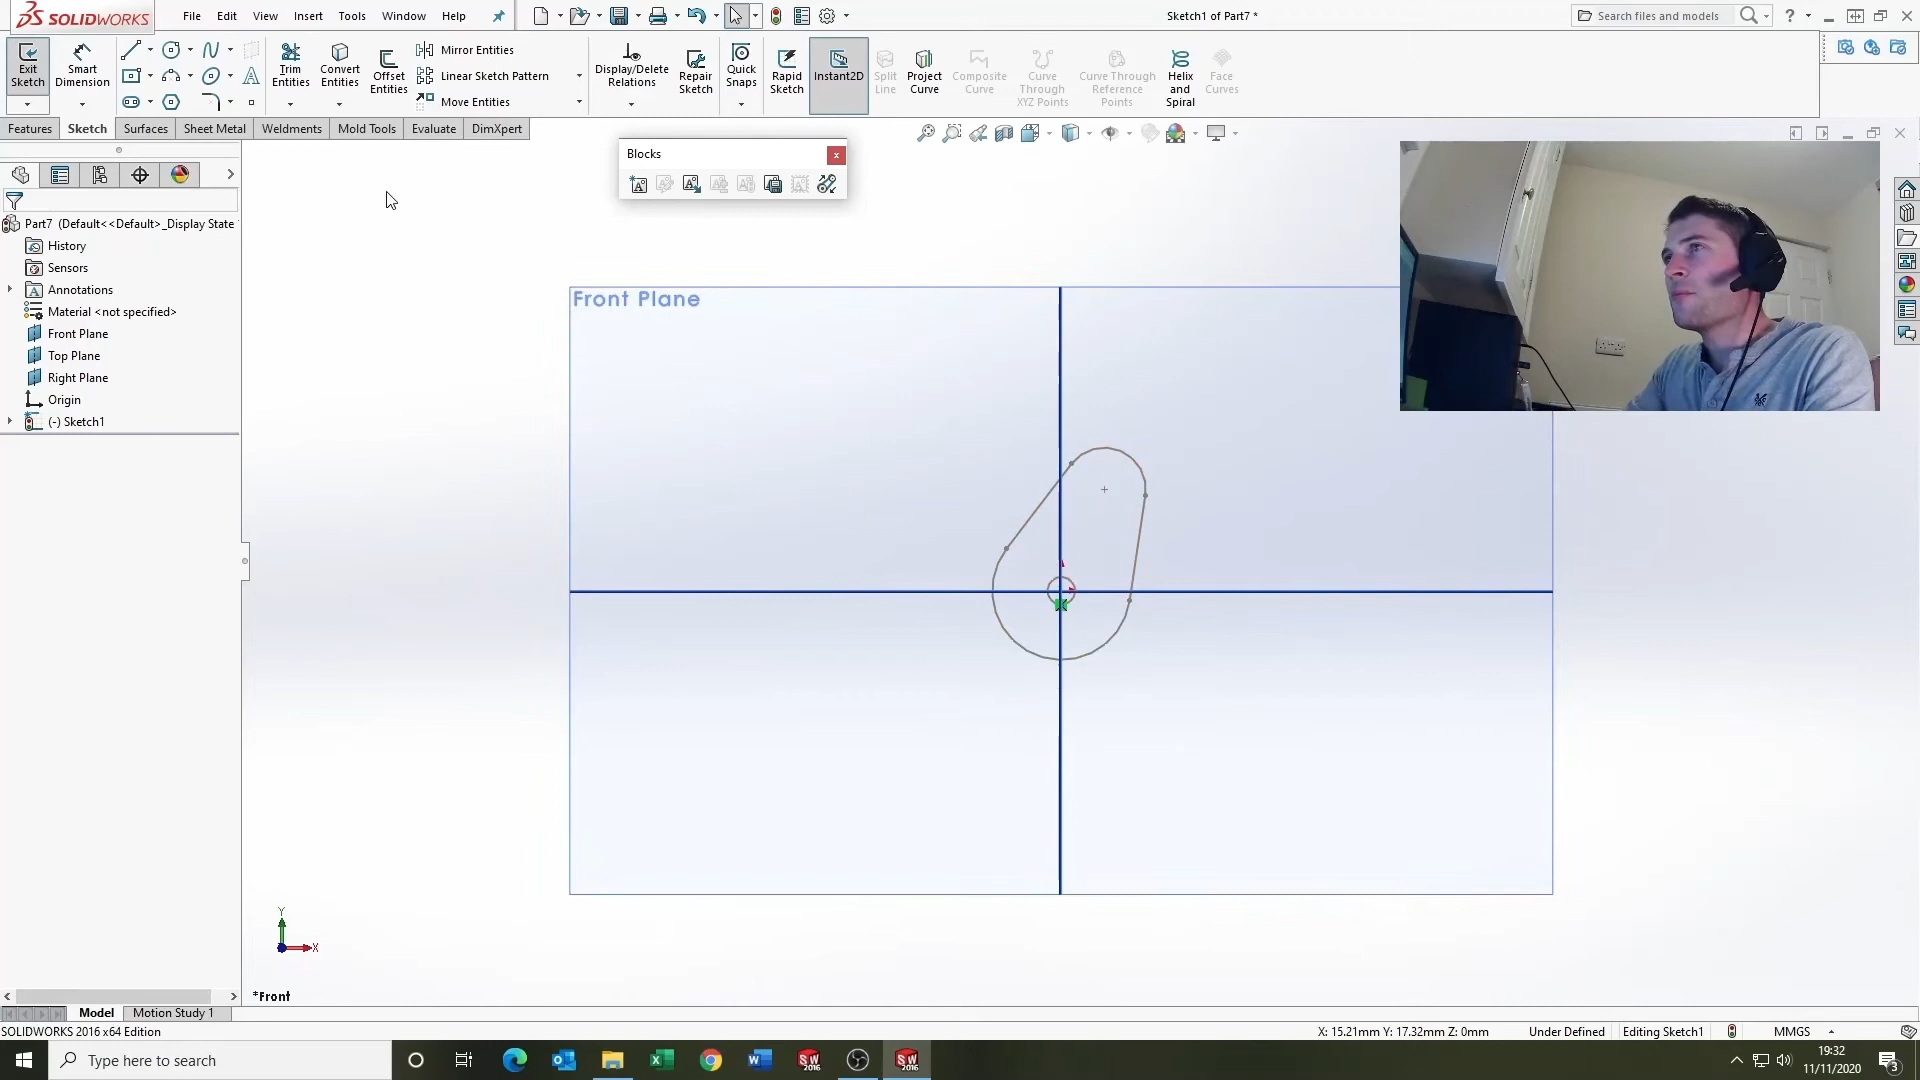 SOLIDWORKS
File Edit View Insert Tools Window Help
Sketch1 of Part7 *
Search files and models
?
Exit Sketch
Smart Dimension
Trim Entities
Convert Entities
Offset Entities
Mirror Entities
Linear Sketch Pattern
Move Entities
Display/Delete Relations
Repair Sketch
Quick Snaps
Rapid Sketch
Instant2D
Split Line
Project Curve
Composite Curve
Curve Through XYZ Points
Curve Through Reference Points
Helix and Spiral
Face Curves
Features Sketch Surfaces Sheet Metal Weldments Mold Tools Evaluate DimXpert
Blocks
Part7 (Default<<Default>_Display State
History
Sensors
Annotations
Material <not specified>
Front Plane
Top Plane
Right Plane
Origin
(-) Sketch1
Front Plane
Y
X
*Front
Model Motion Study 1
SOLIDWORKS 2016 x64 Edition
X: 15.21mm Y: 17.32mm Z: 0mm
Under Defined
Editing Sketch1
MMGS
Type here to search
SW 2016
SW 2016
19:32
11/11/2020
3